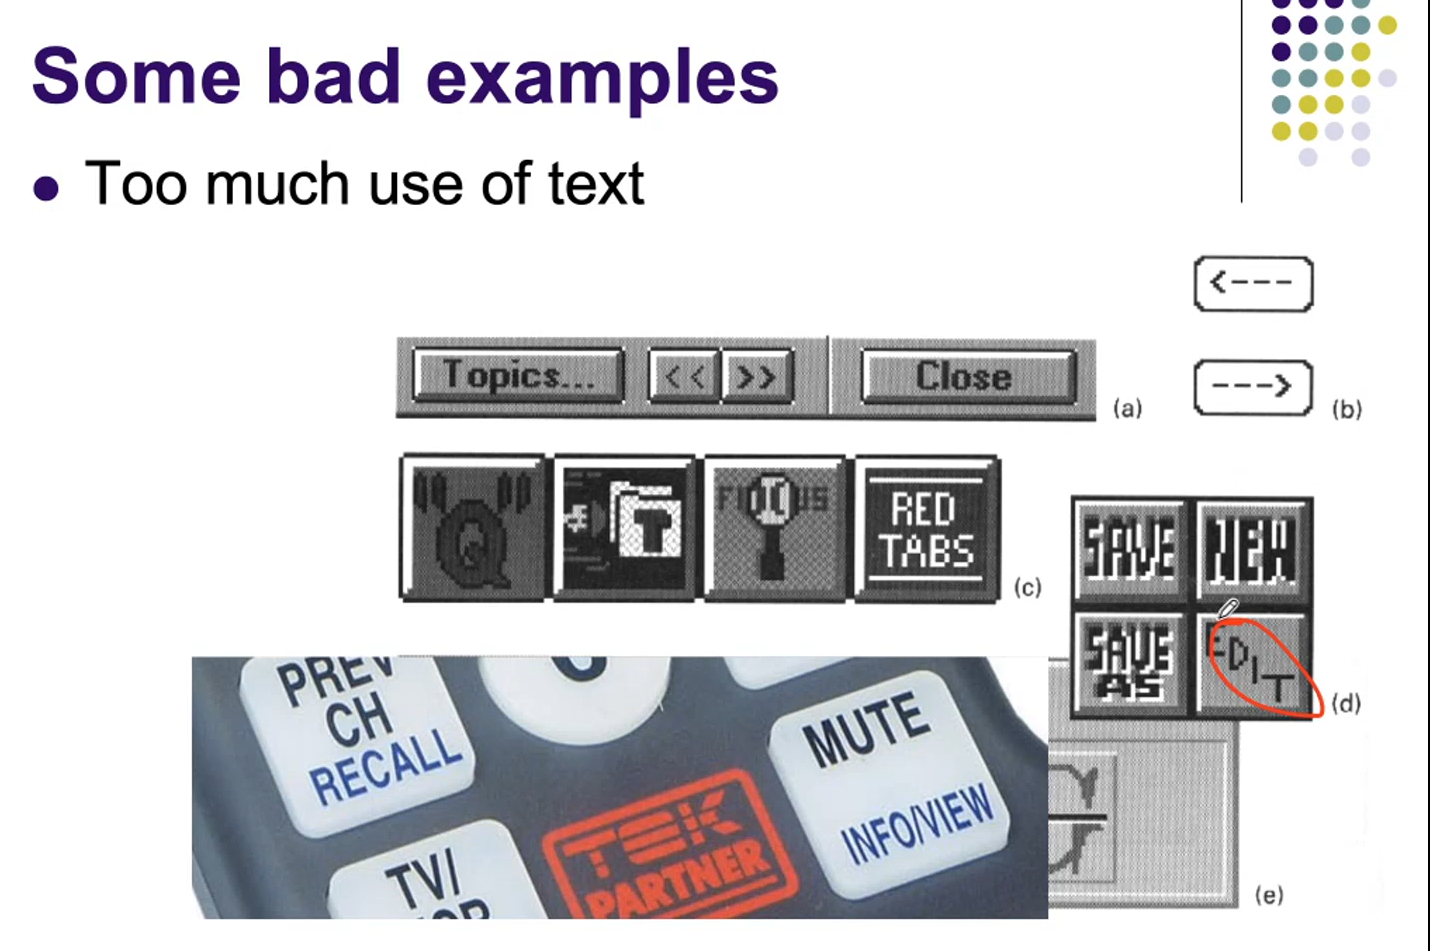 Some bad examples
Too much use of text
<---
Topics... << >> Close
(a)
--->
(b)
Q
T
FOCUS
RED
TABS
(c)
SAVE
NEW
SAVE
AS
EDIT
(d)
PREV
CH
RECALL
MUTE
INFO/VIEW
TEK
PARTNER
TV/
(e)